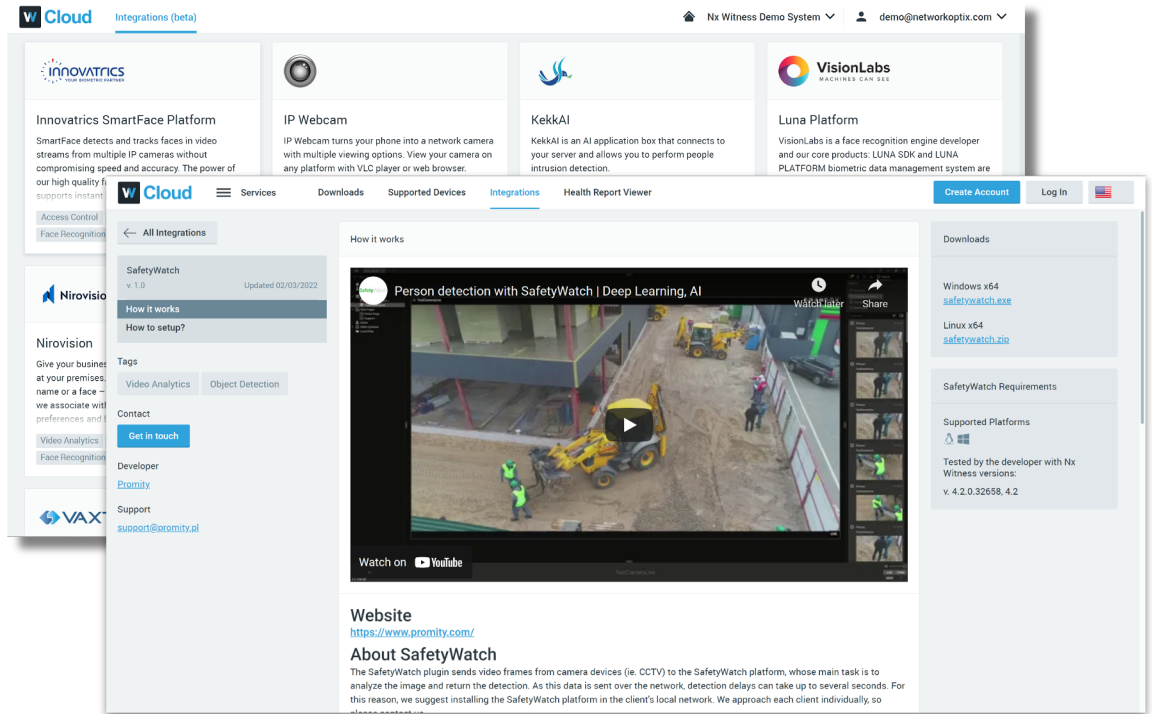 W Cloud
Integrations (beta)
Nx Witness Demo System
demo@networkoptix.com
INNOVATRICS
YOUR BIOMETRIC PARTNER
Innovatrics SmartFace Platform
SmartFace detects and tracks faces in video
streams from multiple IP cameras without
compromising speed and accuracy. The power of
our high quality f
supports instant
Access Control
Face Recognition
IP Webcam
IP Webcam turns your phone into a network camera
with multiple viewing options. View your camera on
any platform with VLC player or web browser.
KekkAI
KekkAI is an AI application box that connects to
your server and allows you to perform people
intrusion detection.
VisionLabs
MACHINES CAN SEE
Luna Platform
VisionLabs is a face recognition engine developer
and our core products: LUNA SDK and LUNA
PLATFORM biometric data management system are
Nirovisio
Nirovision
Give your busines
at your premises.
name or a face –
we associate with
preferences and
Video Analytics
Face Recognition
VAXT
W Cloud
Services
Downloads
Supported Devices
Integrations
Health Report Viewer
Create Account
Log In
← All Integrations
SafetyWatch
v. 1.0
Updated 02/03/2022
How it works
How to setup?
Tags
Video Analytics
Object Detection
Contact
Get in touch
Developer
Promity
Support
support@promity.pl
How it works
Person detection with SafetyWatch | Deep Learning, AI
Watch later
Share
Watch on YouTube
Website
https://www.promity.com/
About SafetyWatch
The SafetyWatch plugin sends video frames from camera devices (ie. CCTV) to the SafetyWatch platform, whose main task is to
analyze the image and return the detection. As this data is sent over the network, detection delays can take up to several seconds. For
this reason, we suggest installing the SafetyWatch platform in the client's local network. We approach each client individually, so
please contact us
Downloads
Windows x64
safetywatch.exe
Linux x64
safetywatch.zip
SafetyWatch Requirements
Supported Platforms
Tested by the developer with Nx
Witness versions:
v. 4.2.0.32658, 4.2